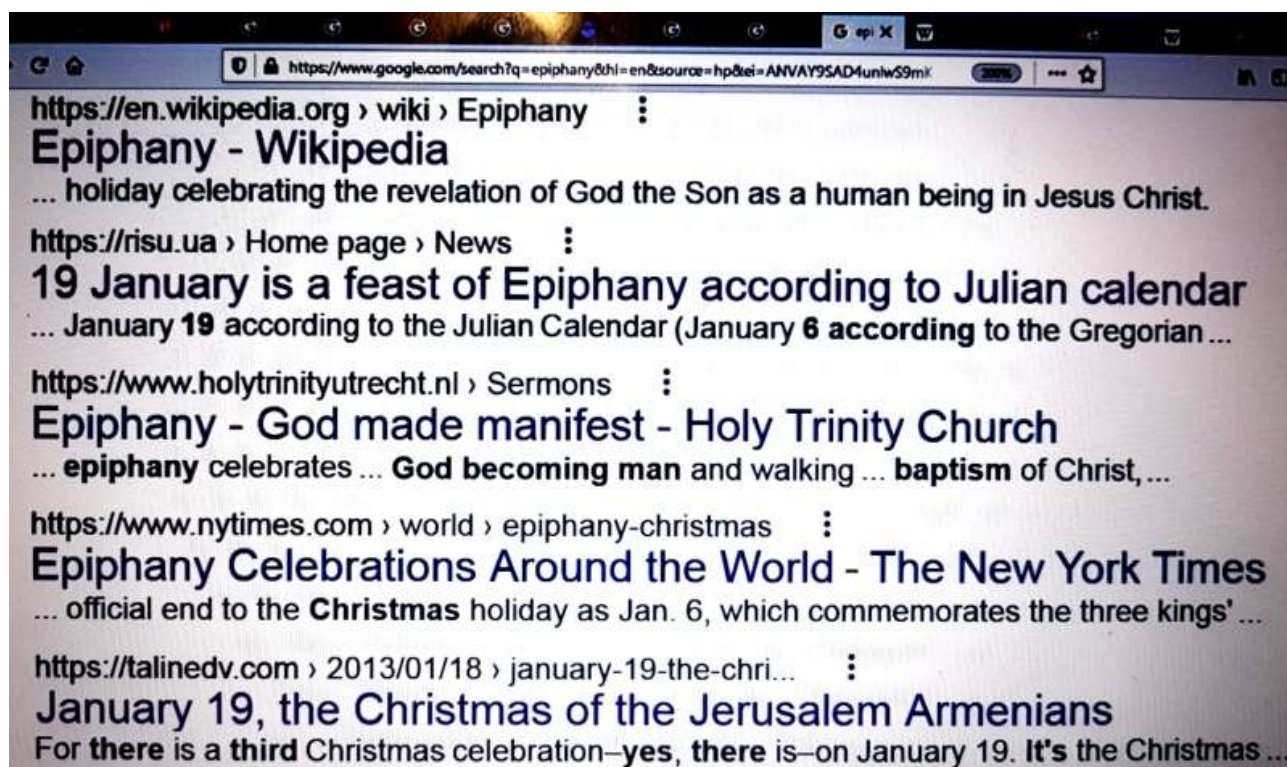 G epi X
https://www.google.com/search?q=epiphany&hl=en&source=hp&ei=ANVAY9SAD4unlwS9mK 200%
https://en.wikipedia.org › wiki › Epiphany
Epiphany - Wikipedia
... holiday celebrating the revelation of God the Son as a human being in Jesus Christ.
https://risu.ua › Home page › News
19 January is a feast of Epiphany according to Julian calendar
... January 19 according to the Julian Calendar (January 6 according to the Gregorian ...
https://www.holytrinityutrecht.nl › Sermons
Epiphany - God made manifest - Holy Trinity Church
... epiphany celebrates ... God becoming man and walking ... baptism of Christ, ...
https://www.nytimes.com › world › epiphany-christmas
Epiphany Celebrations Around the World - The New York Times
... official end to the Christmas holiday as Jan. 6, which commemorates the three kings' ...
https://talinedv.com › 2013/01/18 › january-19-the-chri...
January 19, the Christmas of the Jerusalem Armenians
For there is a third Christmas celebration–yes, there is–on January 19. It's the Christmas ...